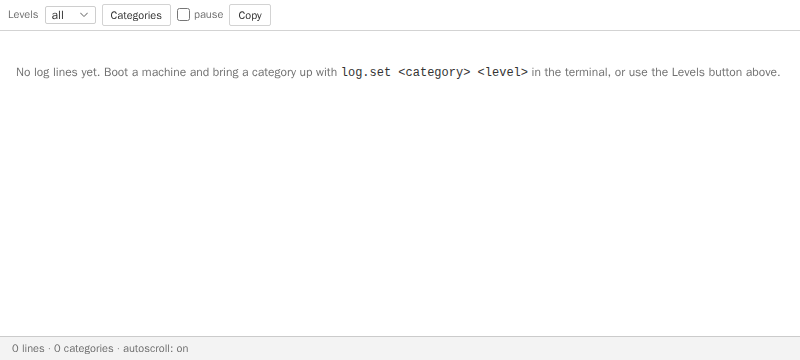 Levels all Categories pause Copy
No log lines yet. Boot a machine and bring a category up with log.set <category> <level> in the terminal, or use the Levels button above.
0 lines · 0 categories · autoscroll: on